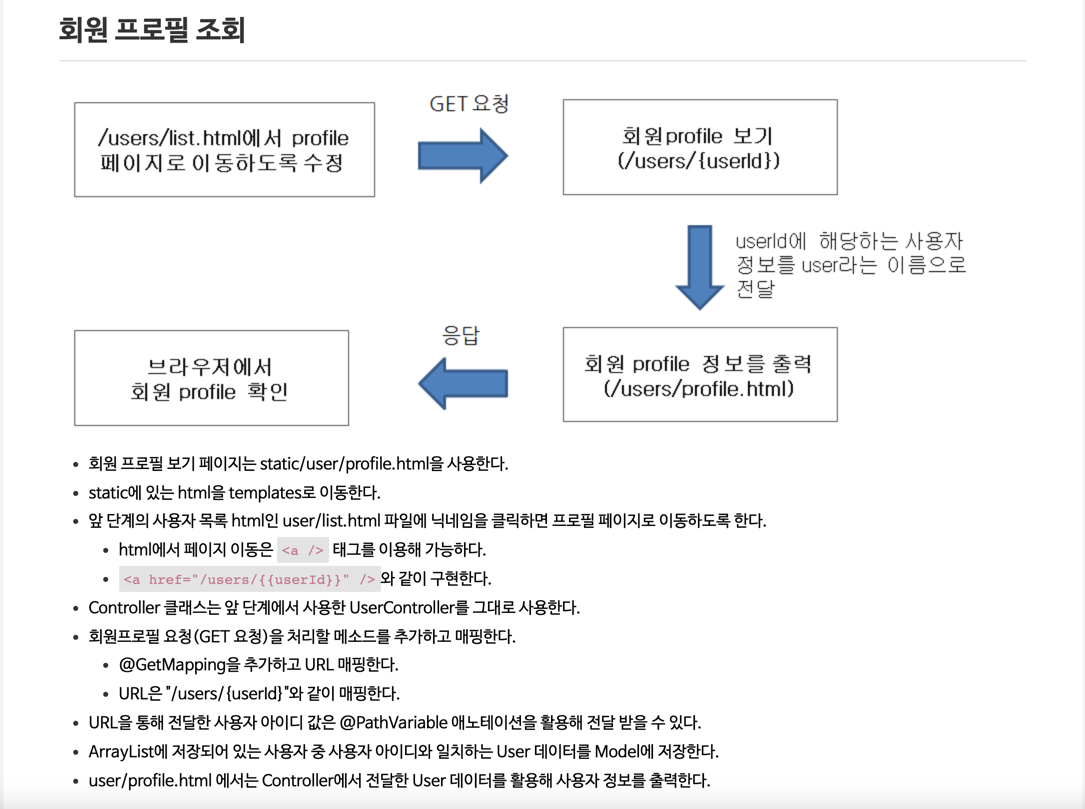 회원 프로필 조회
GET 요청
/users/list.html에서 profile
페이지로 이동하도록 수정
회원profile 보기
(/users/{userId})
userId에 해당하는 사용자
정보를 user라는 이름으로
전달
응답
브라우저에서
회원 profile 확인
회원 profile 정보를 출력
(/users/profile.html)
• 회원 프로필 보기 페이지는 static/user/profile.html을 사용한다.
• static에 있는 html을 templates로 이동한다.
• 앞 단계의 사용자 목록 html인 user/list.html 파일에 닉네임을 클릭하면 프로필 페이지로 이동하도록 한다.
• html에서 페이지 이동은 <a /> 태그를 이용해 가능하다.
• <a href="/users/{{userId}}" />와 같이 구현한다.
• Controller 클래스는 앞 단계에서 사용한 UserController를 그대로 사용한다.
• 회원프로필 요청(GET 요청)을 처리할 메소드를 추가하고 매핑한다.
• @GetMapping을 추가하고 URL 매핑한다.
• URL은 "/users/{userId}"와 같이 매핑한다.
• URL을 통해 전달한 사용자 아이디 값은 @PathVariable 애노테이션을 활용해 전달 받을 수 있다.
• ArrayList에 저장되어 있는 사용자 중 사용자 아이디와 일치하는 User 데이터를 Model에 저장한다.
• user/profile.html 에서는 Controller에서 전달한 User 데이터를 활용해 사용자 정보를 출력한다.